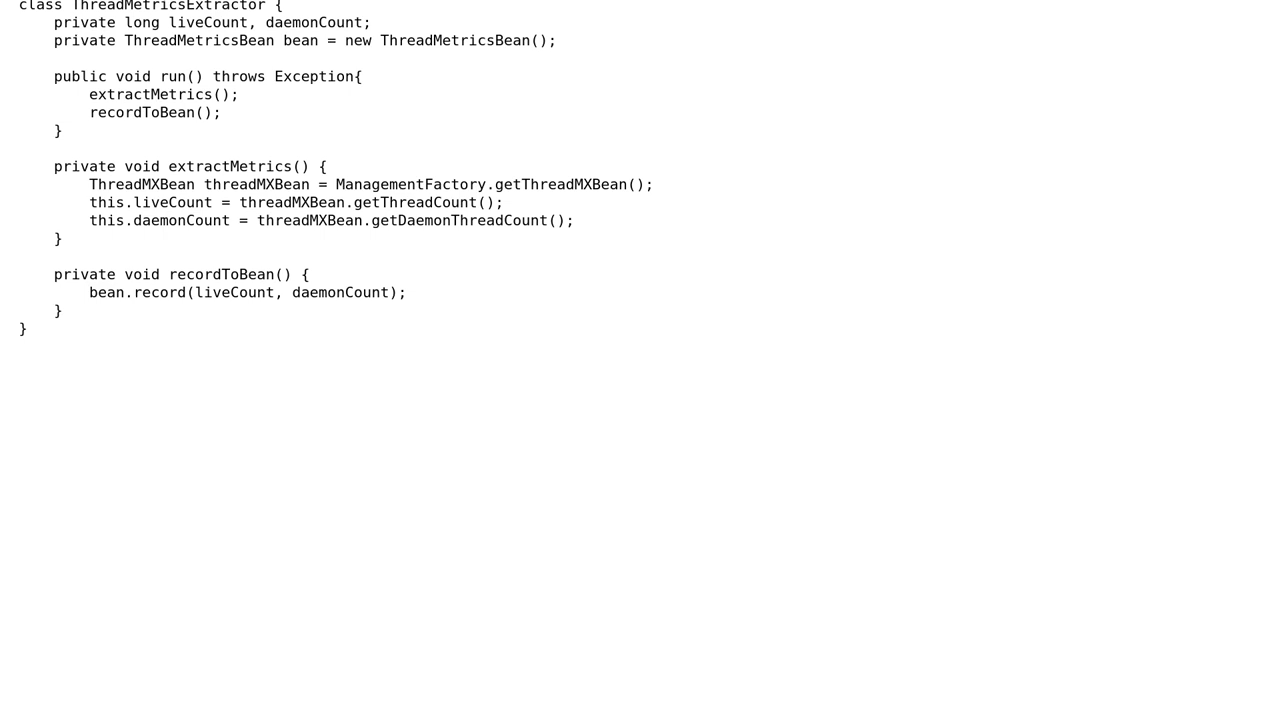 class ThreadMetricsExtractor {
    private long liveCount, daemonCount;
    private ThreadMetricsBean bean = new ThreadMetricsBean();

    public void run() throws Exception{
        extractMetrics();
        recordToBean();
    }

    private void extractMetrics() {
        ThreadMXBean threadMXBean = ManagementFactory.getThreadMXBean();
        this.liveCount = threadMXBean.getThreadCount();
        this.daemonCount = threadMXBean.getDaemonThreadCount();
    }

    private void recordToBean() {
        bean.record(liveCount, daemonCount);
    }
}